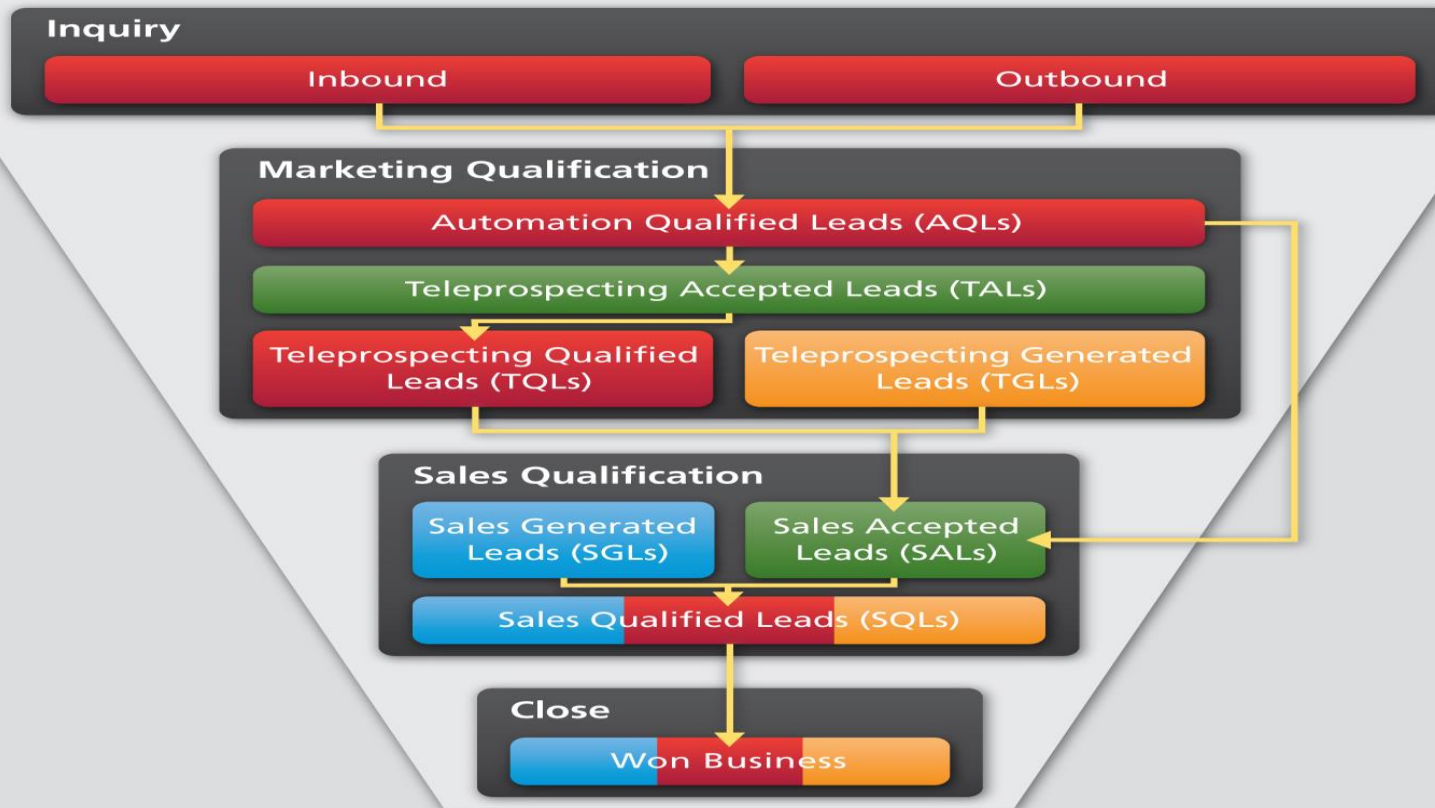 Inquiry
Inbound
Outbound
Marketing Qualification
Automation Qualified Leads (AQLs)
Teleprospecting Accepted Leads (TALs)
Teleprospecting Qualified
Leads (TQLs)
Teleprospecting Generated
Leads (TGLs)
Sales Qualification
Sales Generated
Leads (SGLs)
Sales Accepted
Leads (SALs)
Sales Qualified Leads (SQLs)
Close
Won Business